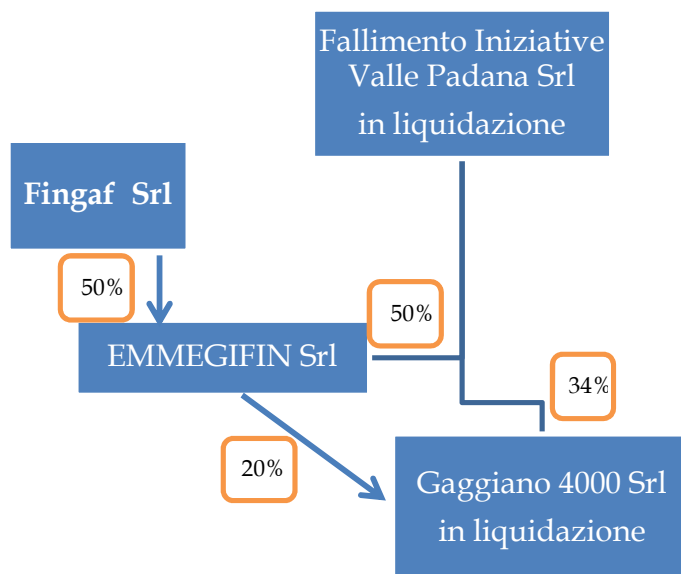 Fallimento Iniziative
Valle Padana Srl
in liquidazione
Fingaf Srl
50%
50%
EMMEGIFIN Srl
34%
20%
Gaggiano 4000 Srl
in liquidazione